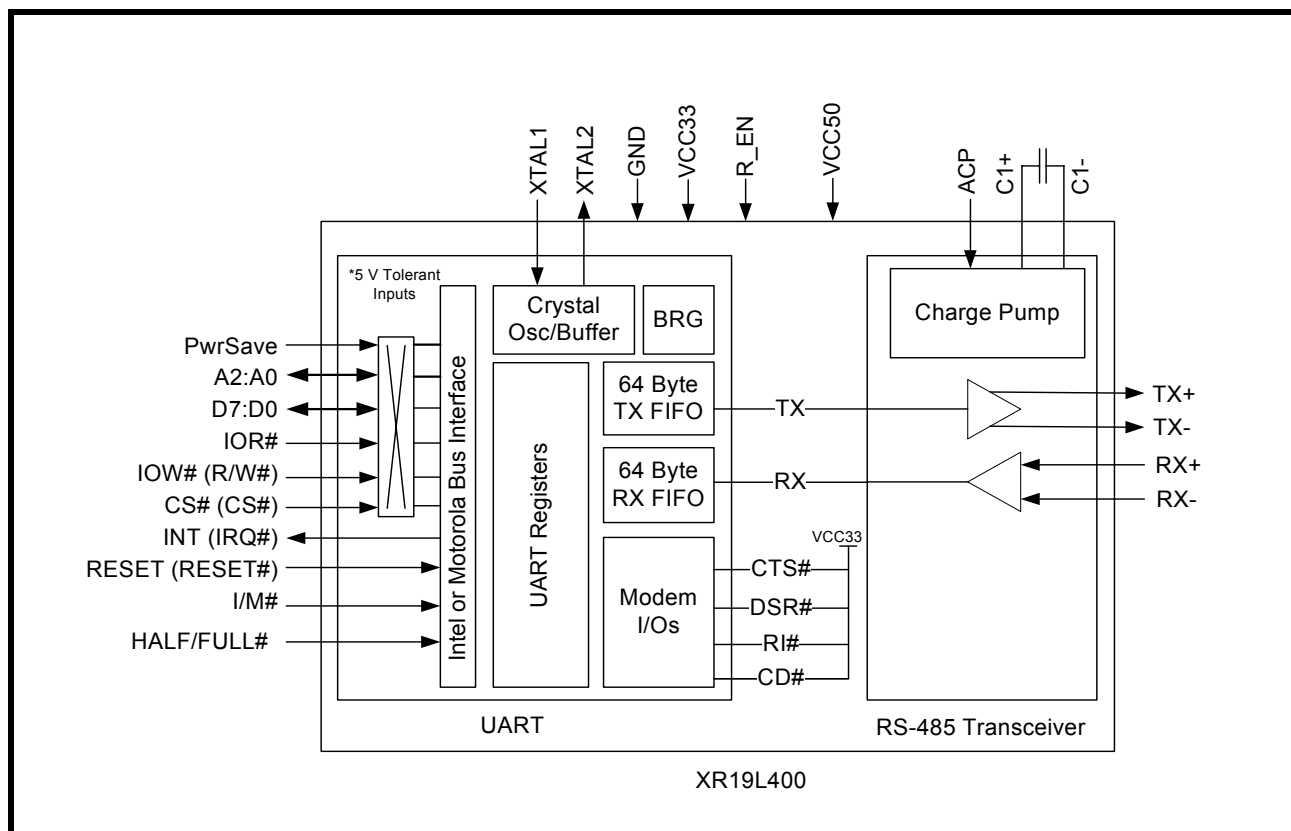 XTAL1
XTAL2
GND
VCC33
R_EN
VCC50
ACP
C1+
C1-
*5 V Tolerant
Inputs
PwrSave
A2:A0
D7:D0
IOR#
IOW# (R/W#)
CS# (CS#)
INT (IRQ#)
RESET (RESET#)
I/M#
HALF/FULL#
Intel or Motorola Bus Interface
Crystal
Osc/Buffer
BRG
UART Registers
64 Byte
TX FIFO
64 Byte
RX FIFO
Modem
I/Os
TX
RX
VCC33
CTS#
DSR#
RI#
CD#
Charge Pump
TX+
TX-
RX+
RX-
UART
RS-485 Transceiver
XR19L400